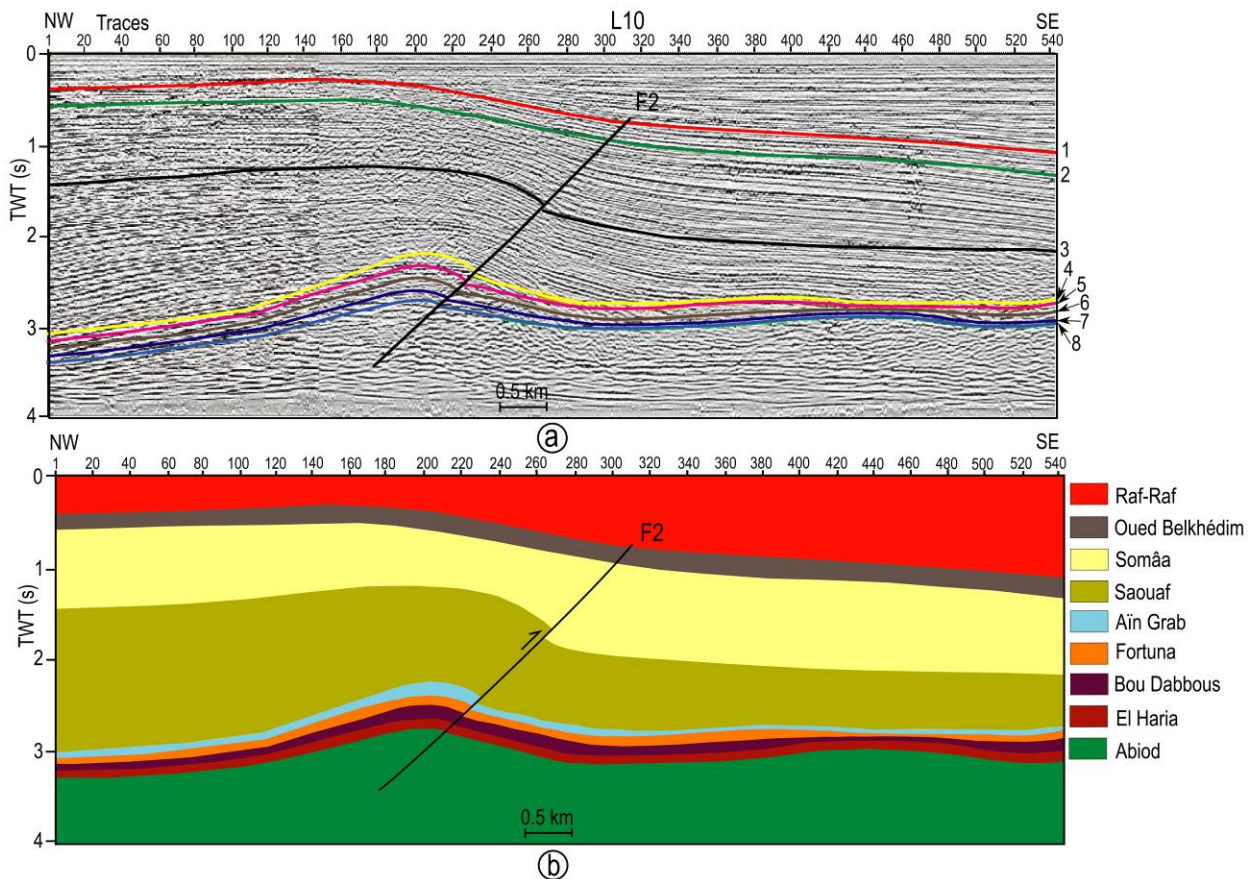 NW Traces L10 SE
1 20 40 60 80 100 120 140 160 180 200 220 240 260 280 300 320 340 360 380 400 420 440 460 480 500 520 540
0
F2
1
1
2
TWT (s)
2
3
4
5
6
3
7
8
0.5 km
4
a
NW SE
1 20 40 60 80 100 120 140 160 180 200 220 240 260 280 300 320 340 360 380 400 420 440 460 480 500 520 540
0
Raf-Raf
F2
Oued Belkhédim
1
Somâa
TWT (s)
Saouaf
Aïn Grab
2
Fortuna
Bou Dabbous
El Haria
3
Abiod
0.5 km
4
b